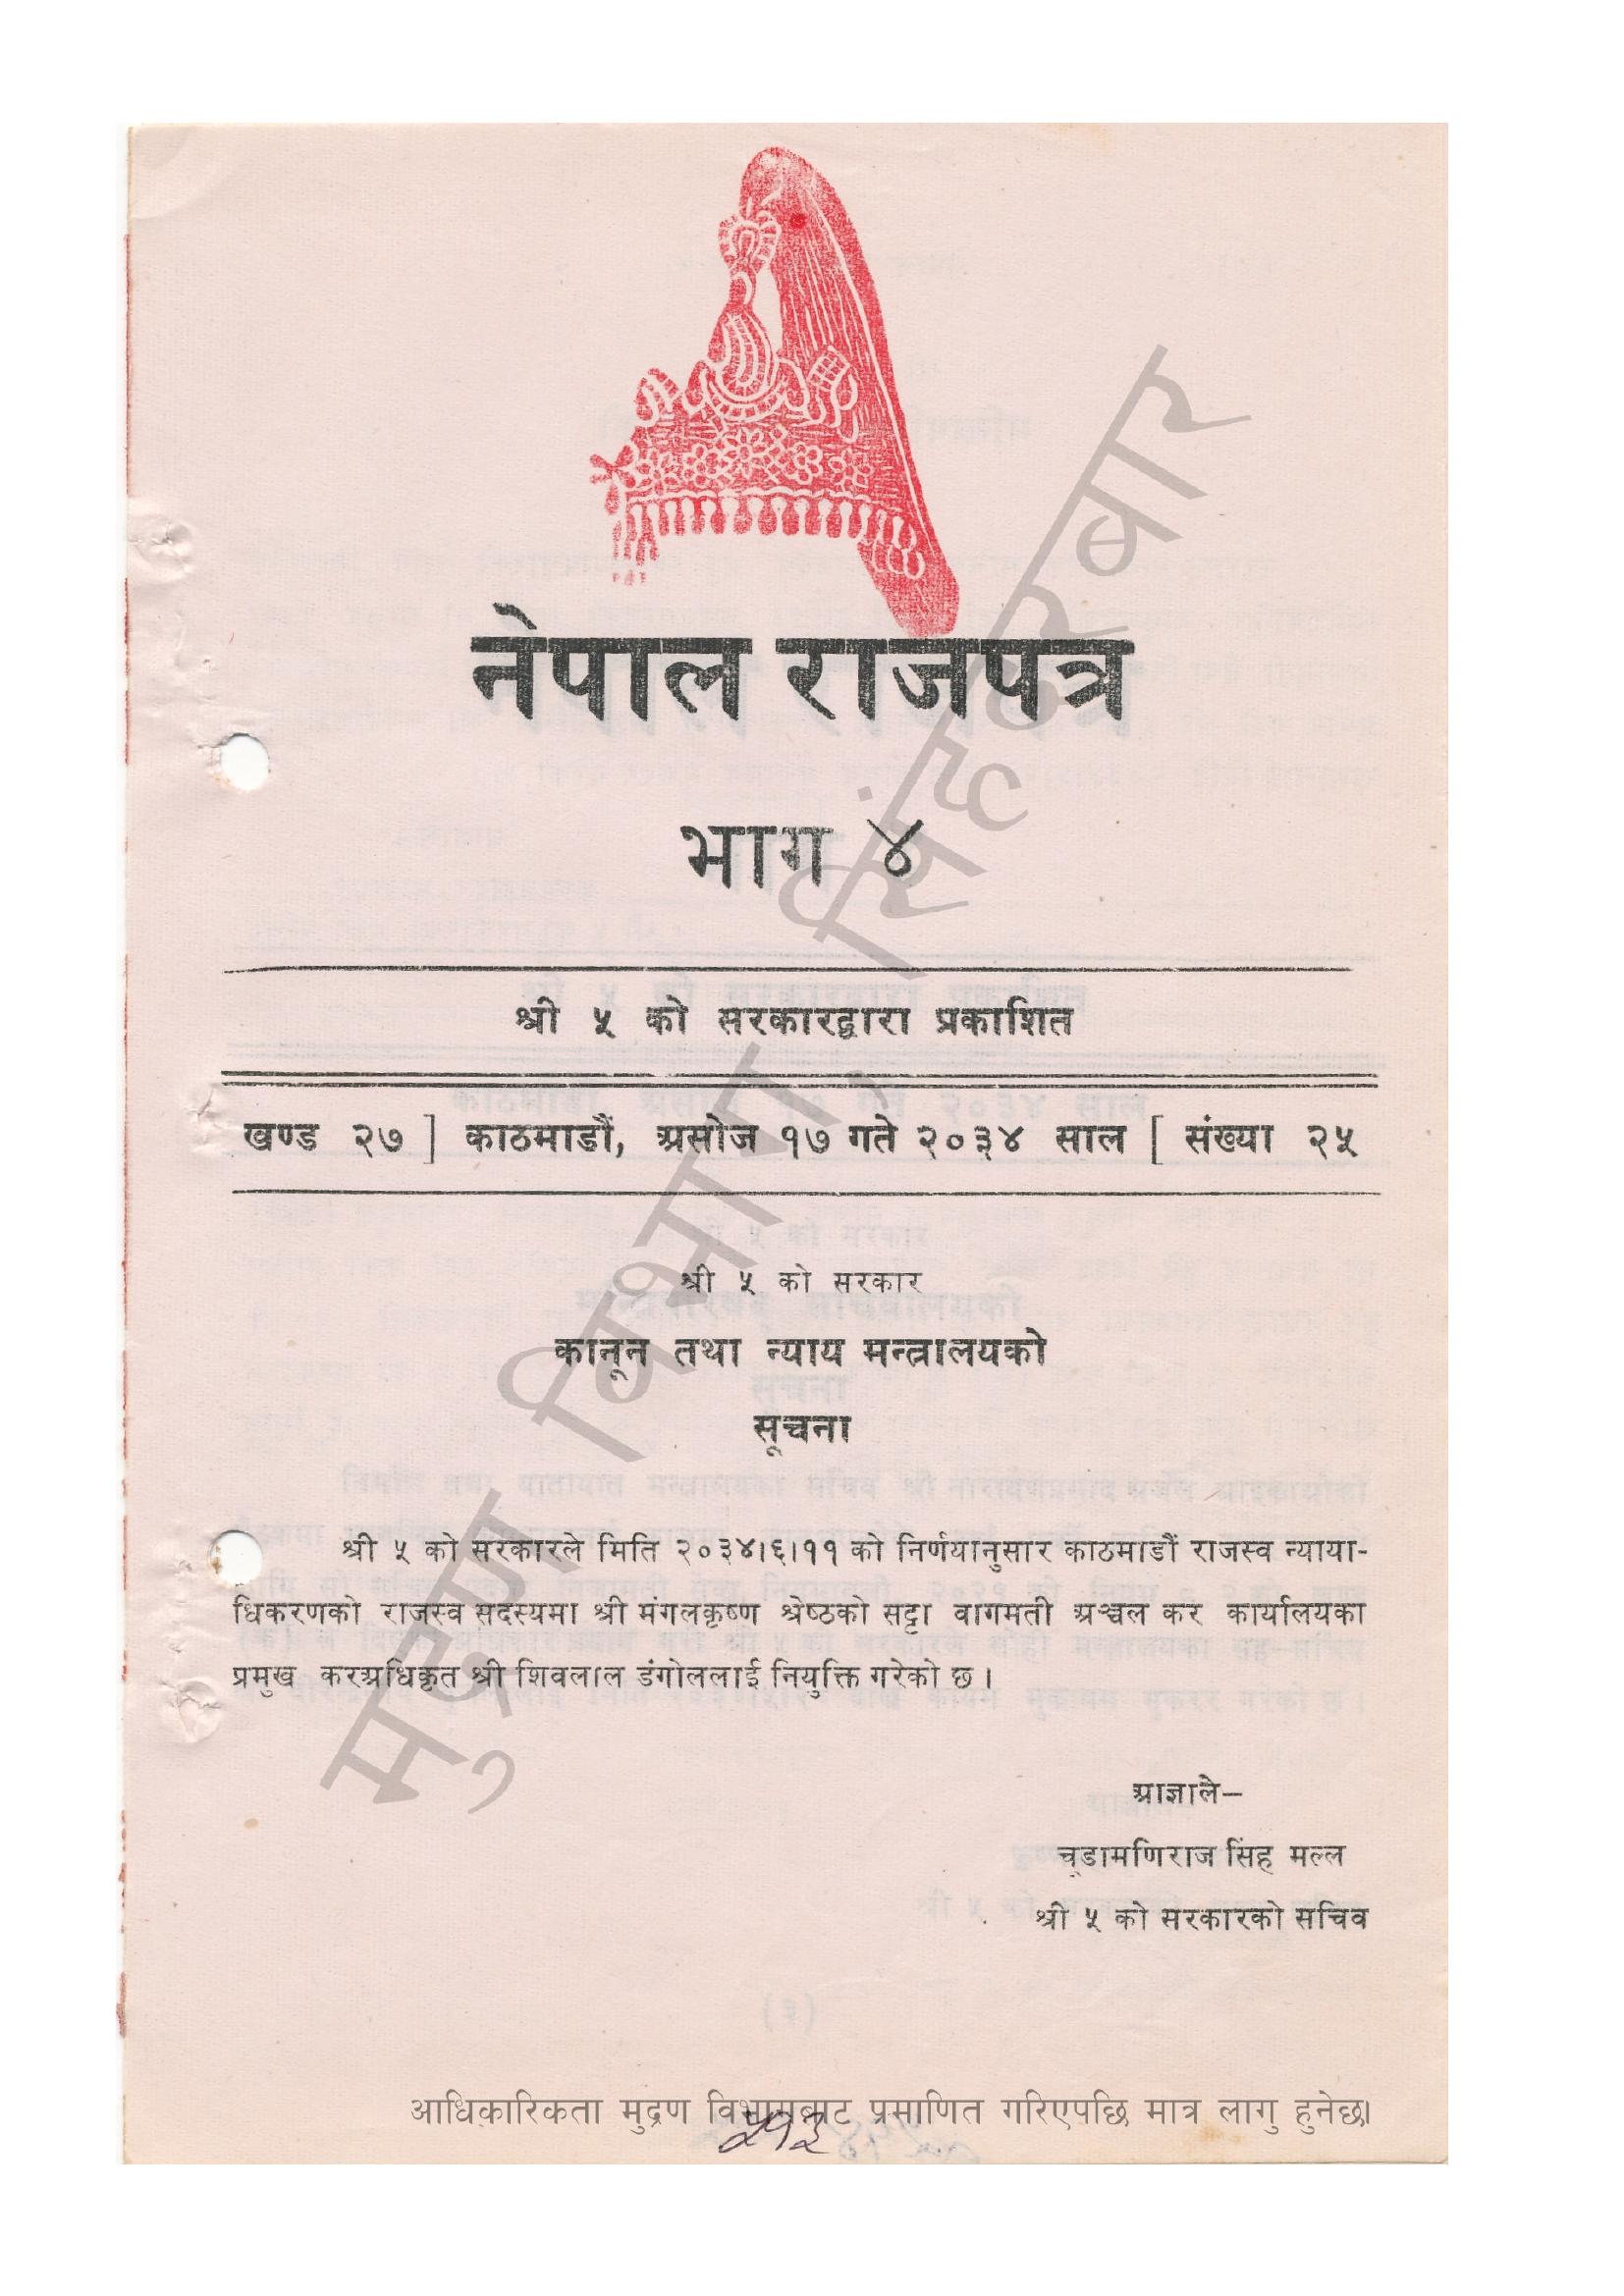 नेपाल राजपत्र
भाग ४
श्री ५ को सरकारद्वारा प्रकाशित
खण्ड २७ ] काठमाडौं, असोज १७ गते २०३४ साल [ संख्या २५
श्री ५ को सरकार
कानून तथा न्याय मन्त्रालयको
सूचना
श्री ५ को सरकारले मिति २०३४।६।११ को निर्णयानुसार काठमाडौं राजस्व न्याया-
धिकरणको राजस्व सदस्यमा श्री मंगलकृष्ण श्रेष्ठको सट्टा वागमती अञ्चल कर कार्यालयका
प्रमुख करअधिकृत श्री शिवलाल डंगोललाई नियुक्ति गरेको छ ।
आज्ञाले–
चूडामणिराज सिंह मल्ल
श्री ५ को सरकारको सचिव
मुद्रण विभाग, सिंहदरबार
आधिकारिकता मुद्रण विभागबाट प्रमाणित गरिएपछि मात्र लागु हुनेछ।
५१३